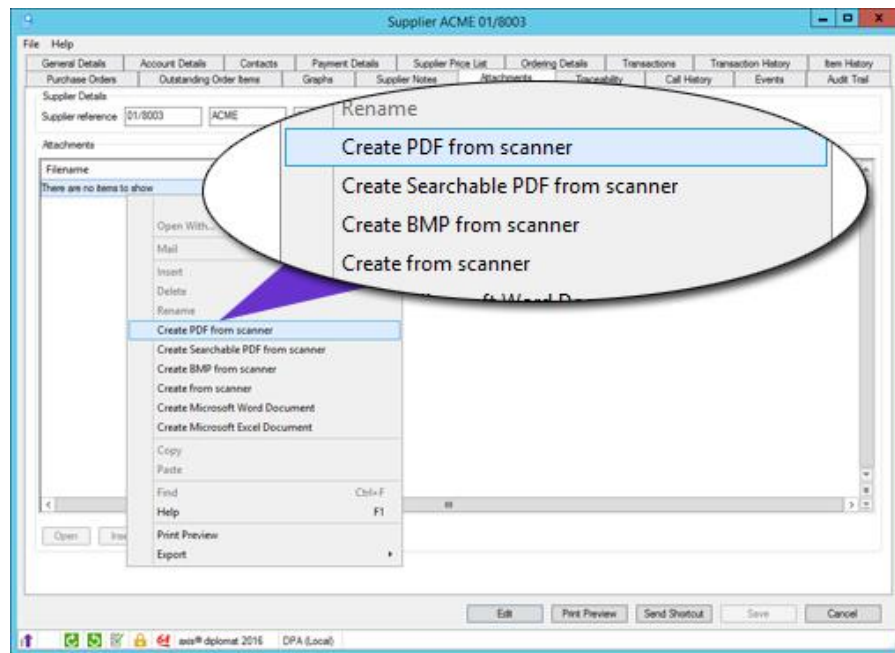 Supplier ACME 01/8003
File Help
General Details Account Details Contacts Payment Details Supplier Price List Ordering Details Transactions Transaction History Item History
Purchase Orders Outstanding Order Items Graphs Supplier Notes Attachments Traceability Call History Events Audit Trail
Supplier Details
Supplier reference 01/8003 ACME
Attachments
Filename
There are no items to show
Rename
Create PDF from scanner
Create Searchable PDF from scanner
Create BMP from scanner
Create from scanner
Open With...
Mail
Insert
Delete
Rename
Create PDF from scanner
Create Searchable PDF from scanner
Create BMP from scanner
Create from scanner
Create Microsoft Word Document
Create Microsoft Excel Document
Copy
Paste
Find Ctrl+F
Help F1
Print Preview
Export
Open
Edit Print Preview Send Shortcut Save Cancel
axis® diplomat 2016 DPA (Local)